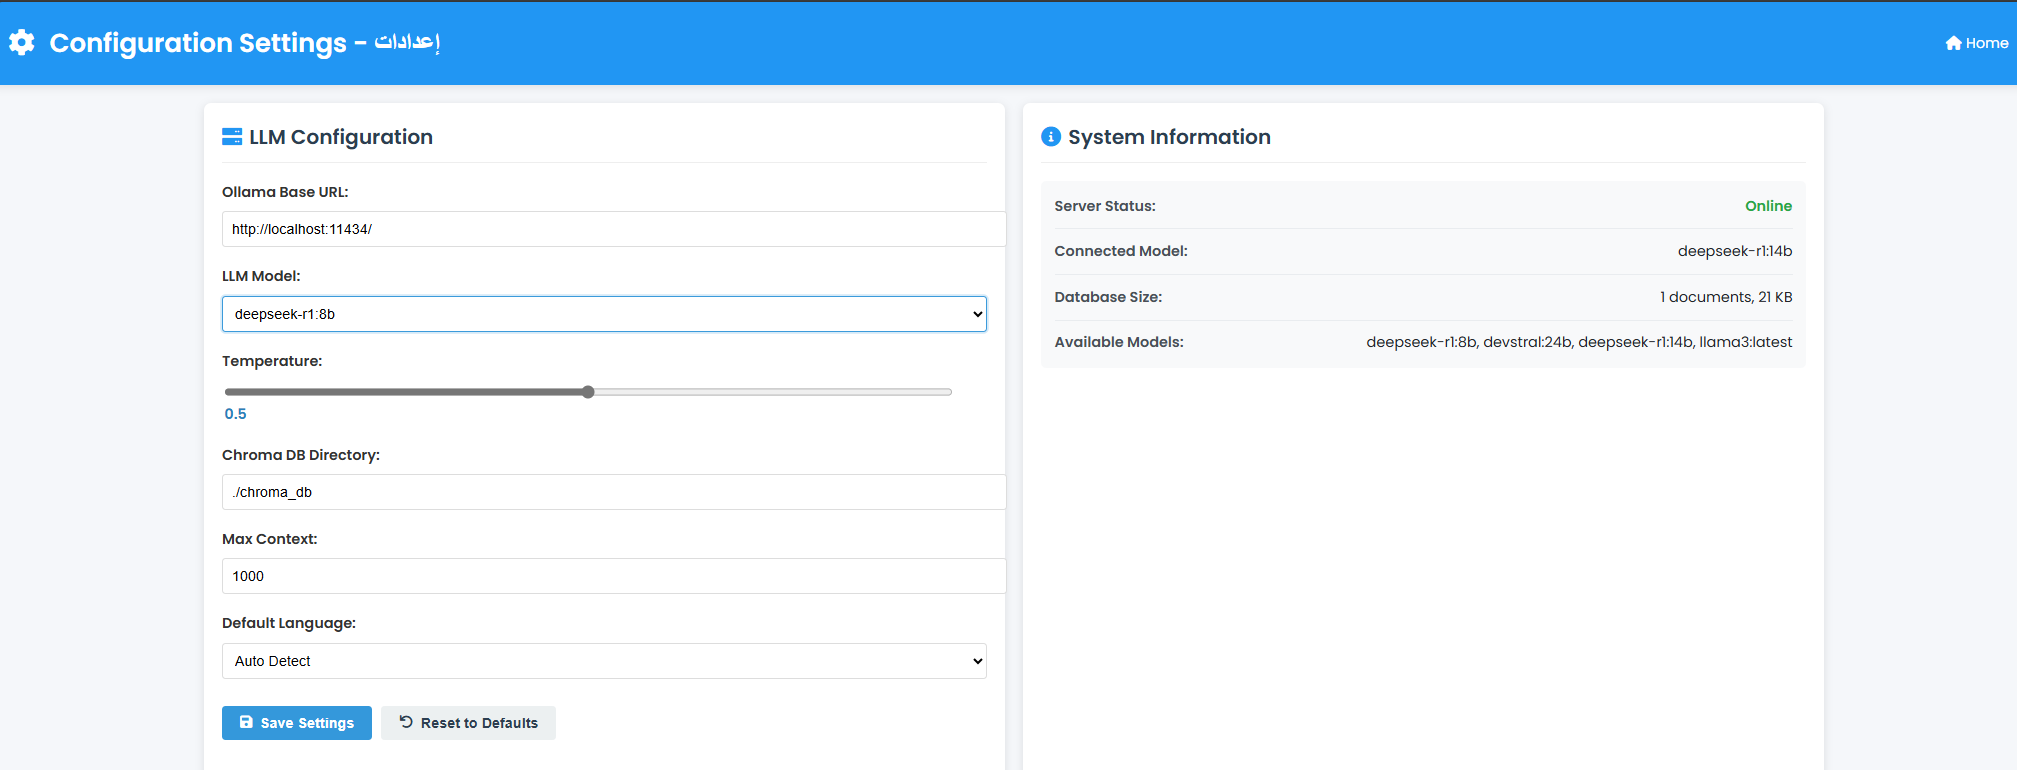 Configuration Settings - إعدادات
Home
LLM Configuration
Ollama Base URL:
http://localhost:11434/
LLM Model:
deepseek-r1:8b
Temperature:
0.5
Chroma DB Directory:
./chroma_db
Max Context:
1000
Default Language:
Auto Detect
Save Settings
Reset to Defaults
System Information
Server Status: Online
Connected Model: deepseek-r1:14b
Database Size: 1 documents, 21 KB
Available Models: deepseek-r1:8b, devstral:24b, deepseek-r1:14b, llama3:latest